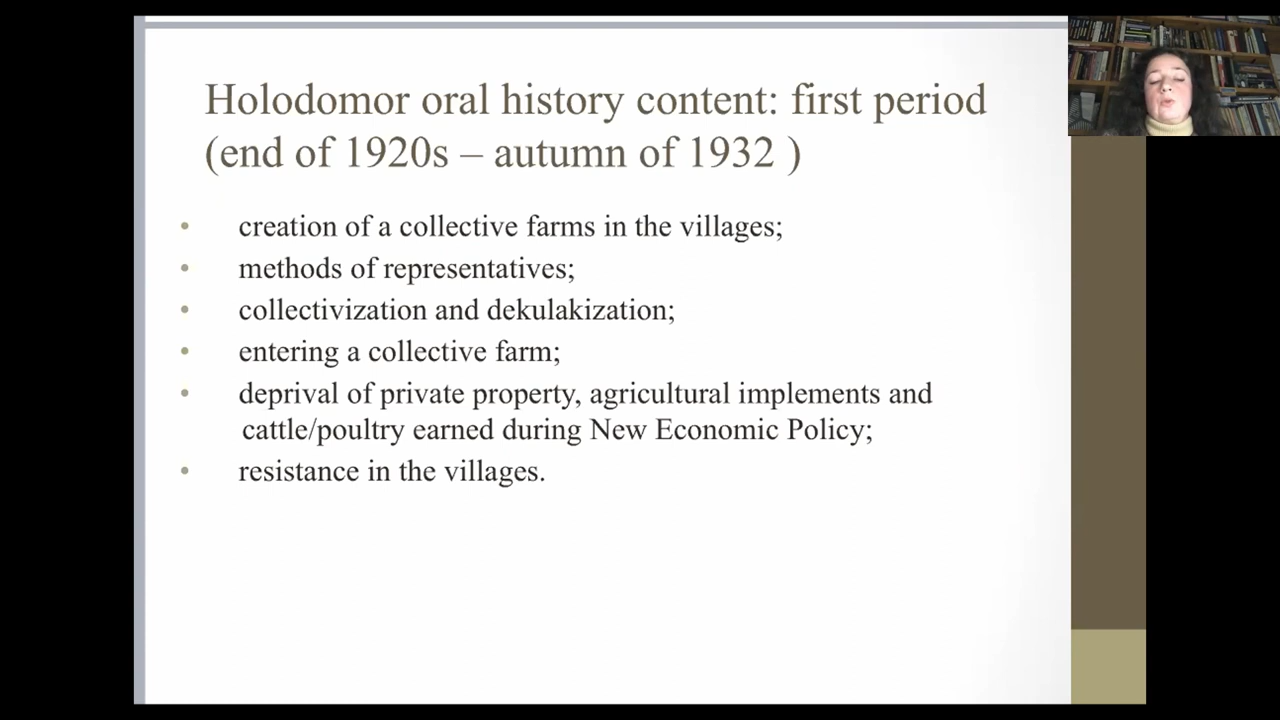 Holodomor oral history content: first period
(end of 1920s – autumn of 1932 )
• creation of a collective farms in the villages;
• methods of representatives;
• collectivization and dekulakization;
• entering a collective farm;
• deprival of private property, agricultural implements and
cattle/poultry earned during New Economic Policy;
• resistance in the villages.